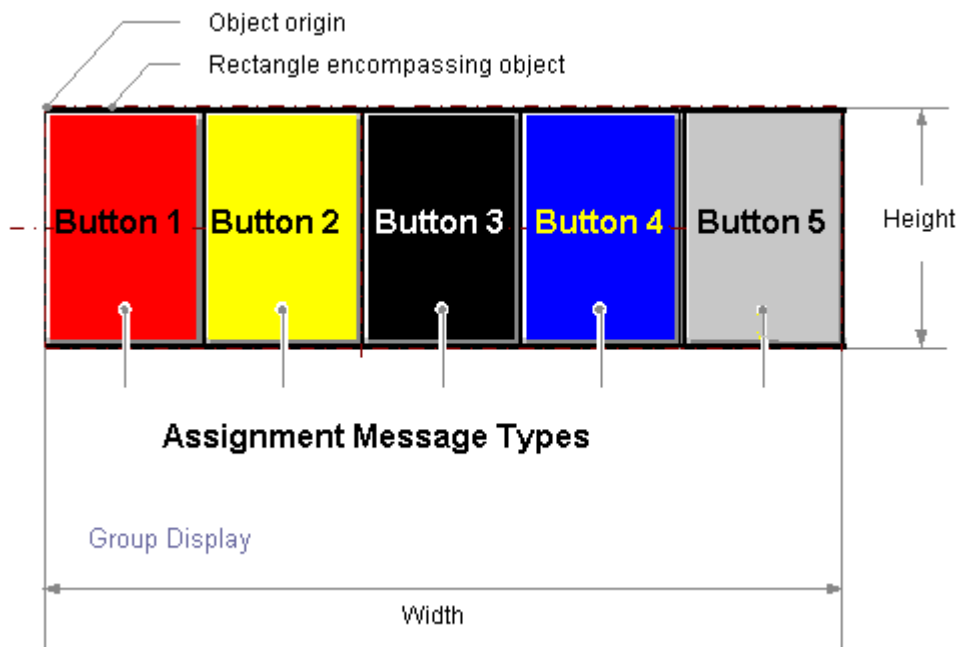 Object origin
Rectangle encompassing object
Button 1 Button 2 Button 3 Button 4 Button 5
Height
Assignment Message Types
Group Display
Width